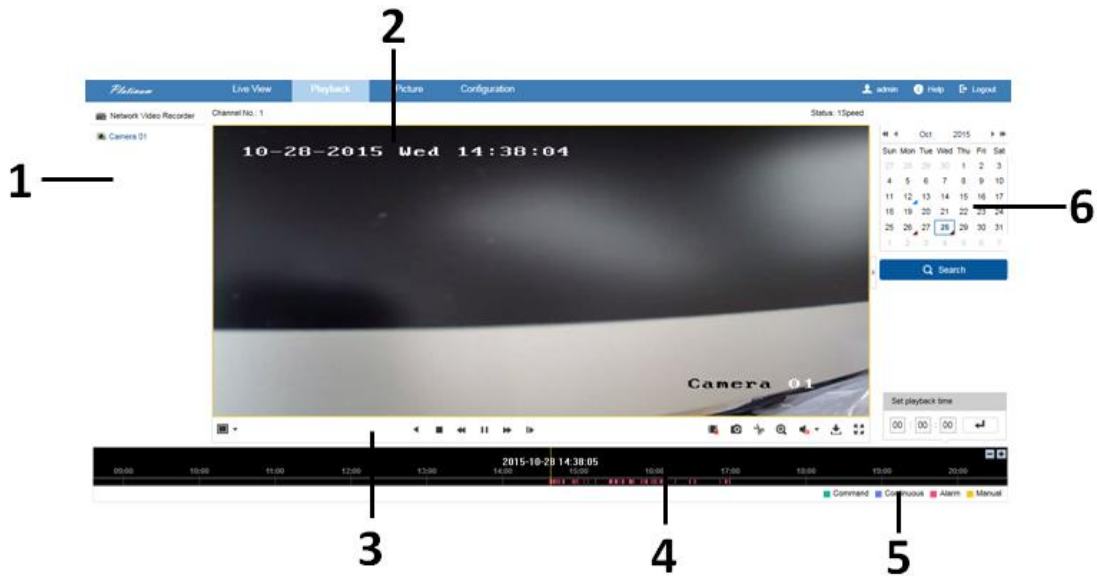 2
Platinum Live View Playback Picture Configuration admin Help Logout
Network Video Recorder Channel No.: 1 Status: 1Speed
Camera 01
Oct 2015
Sun Mon Tue Wed Thu Fri Sat
27 28 29 30 1 2 3
4 5 6 7 8 9 10
11 12 13 14 15 16 17
18 19 20 21 22 23 24
25 26 27 28 29 30 31
1 2 3 4 5 6 7
Search
10-28-2015 Wed 14:38:04
1
6
Camera 01
Set playback time
00 : 00 : 00
2015-10-28 14:38:05
09:00 10:00 11:00 12:00 13:00 14:00 15:00 16:00 17:00 18:00 19:00 20:00
Command Continuous Alarm Manual
3
4
5